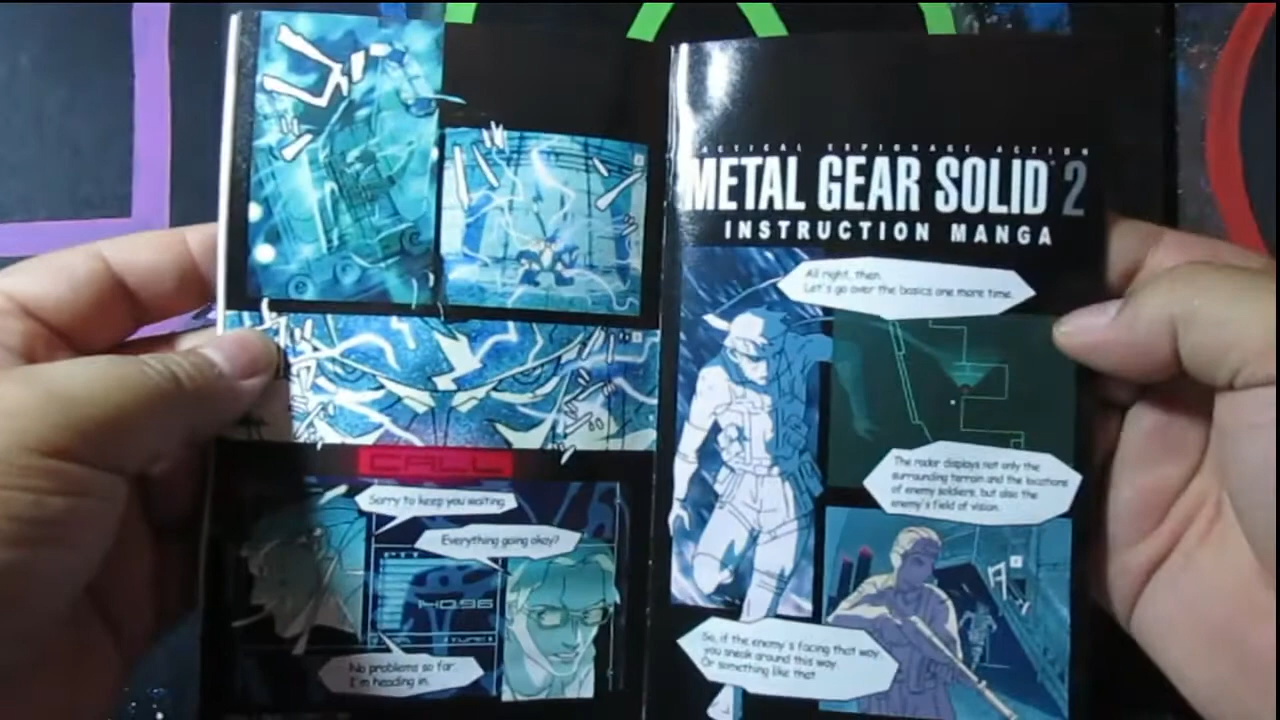 CALL
Sorry to keep you waiting.
Everything going okay?
PTT
140.96
No problems so far.
I'm heading in.
TACTICAL ESPIONAGE ACTION
METAL GEAR SOLID 2
INSTRUCTION MANGA
All right, then.
Let's go over the basics one more time.
The radar displays not only the
surrounding terrain and the locations
of enemy soldiers, but also the
enemy's field of vision.
So, if the enemy's facing that way
you sneak around this way.
Or something like that